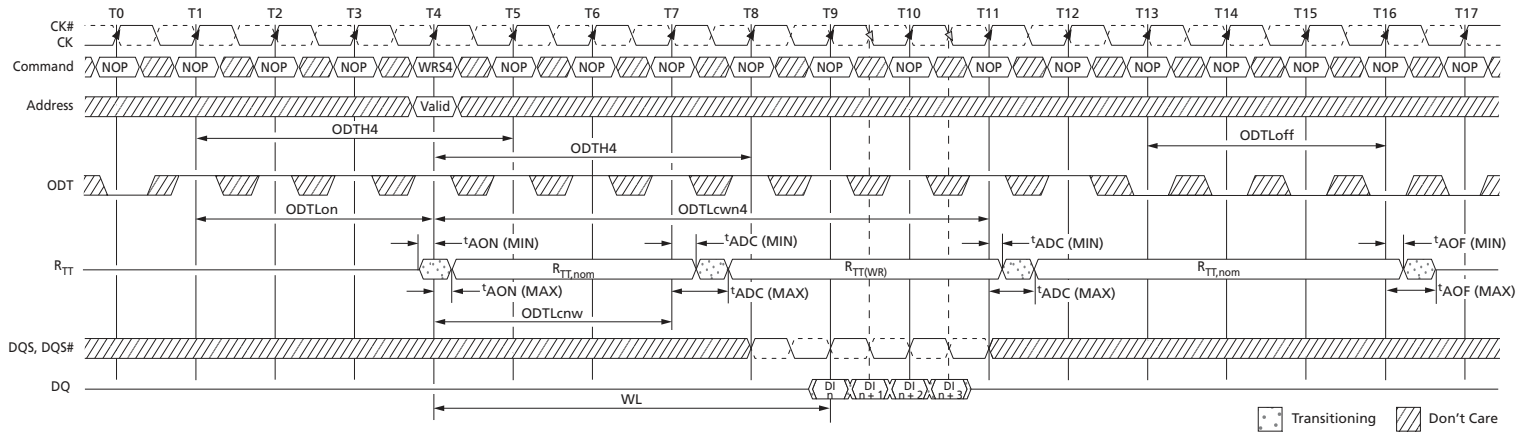 T0 T1 T2 T3 T4 T5 T6 T7 T8 T9 T10 T11 T12 T13 T14 T15 T16 T17
CK#
CK
Command NOP NOP NOP NOP WRS4 NOP NOP NOP NOP NOP NOP NOP NOP NOP NOP NOP NOP NOP
Address Valid
ODTH4 ODTLoff
ODTH4
ODT
ODTLon ODTLcwn4
tAON (MIN) tADC (MIN) tADC (MIN) tAOF (MIN)
RTT RTT,nom RTT(WR) RTT,nom
tAON (MAX) tADC (MAX) tADC (MAX) tAOF (MAX)
ODTLcnw
DQS, DQS#
DQ DI n DI n + 1 DI n + 2 DI n + 3
WL
Transitioning Don't Care